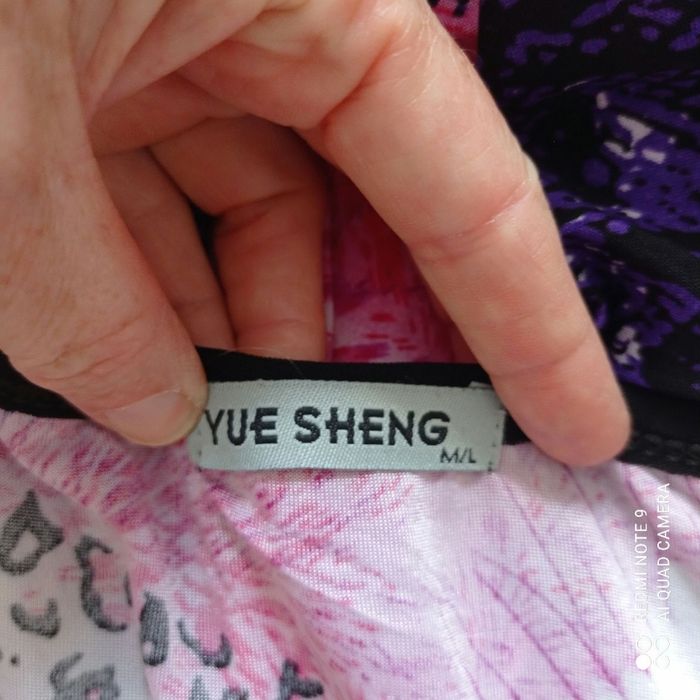 YUE SHENG
M/L
REDMI NOTE 9
AI QUAD CAMERA